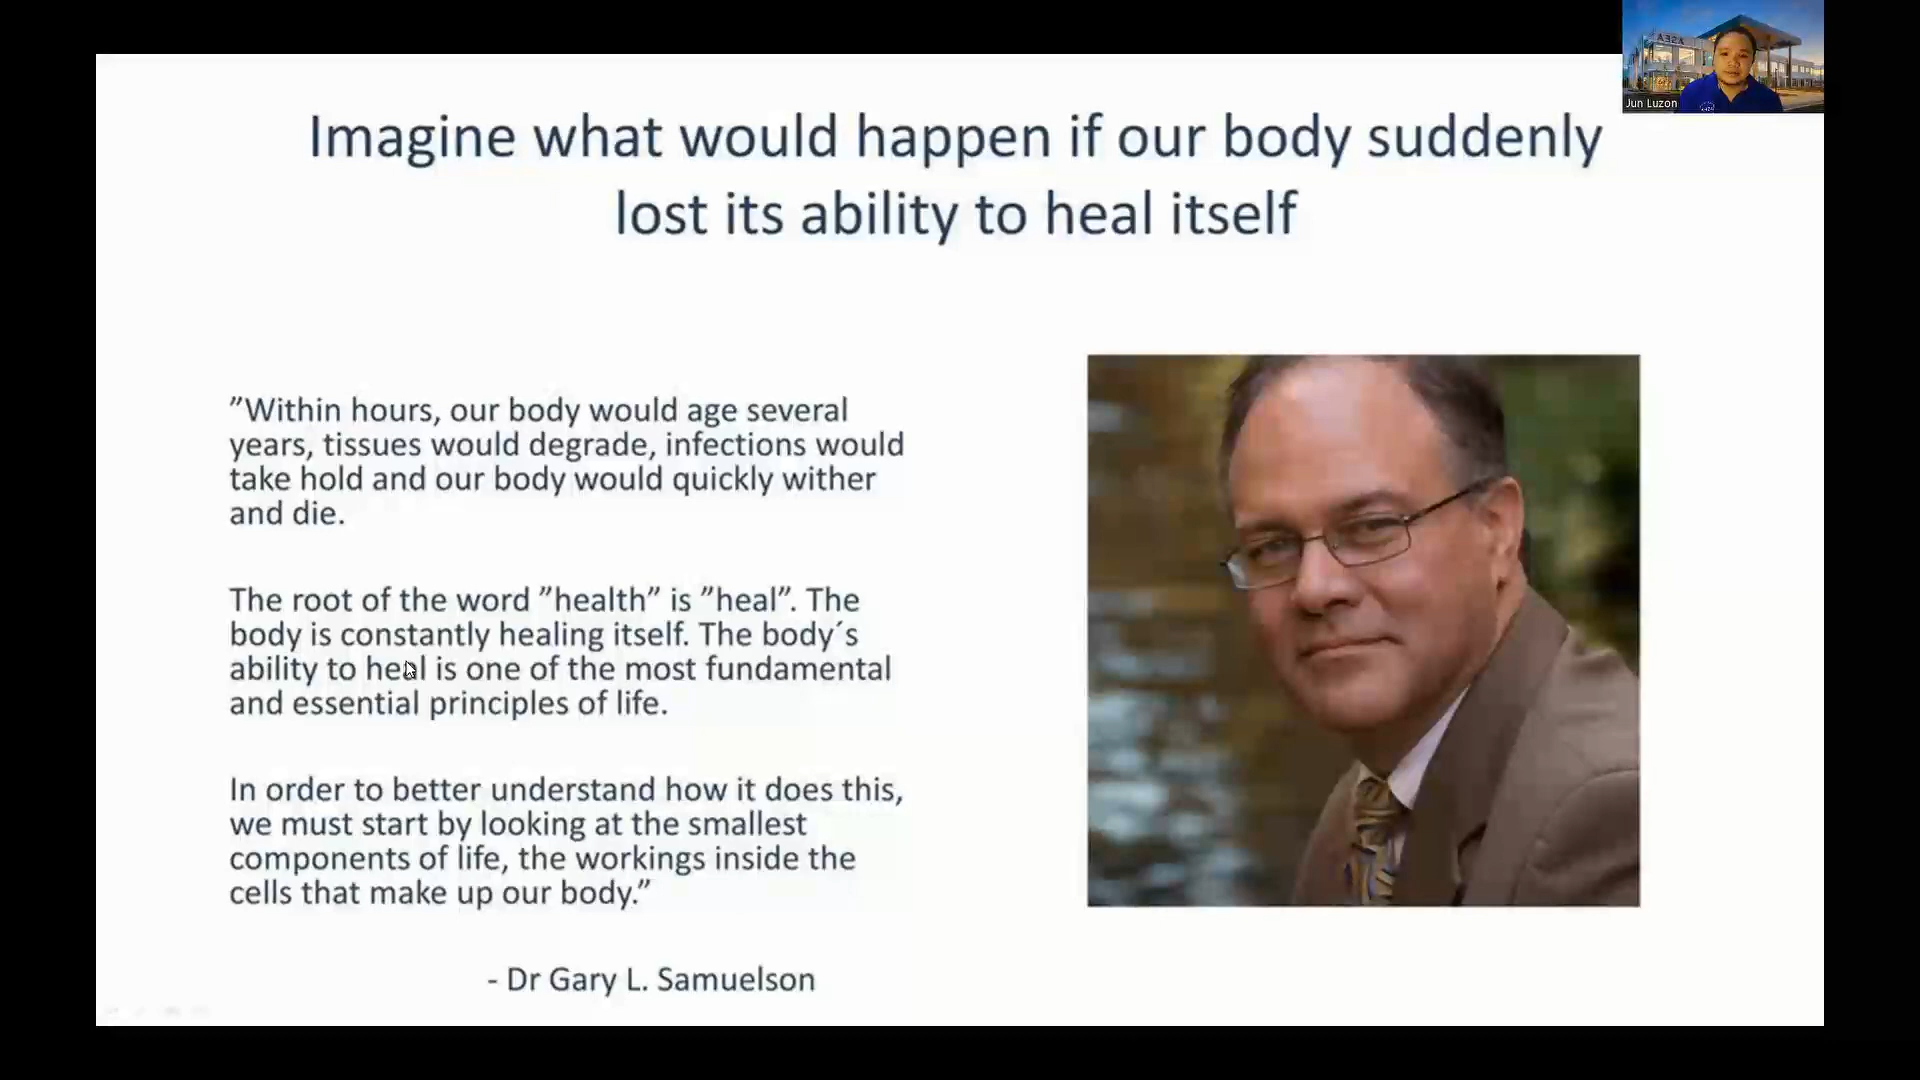 ASEA
Jun Luzon
Imagine what would happen if our body suddenly
lost its ability to heal itself
”Within hours, our body would age several
years, tissues would degrade, infections would
take hold and our body would quickly wither
and die.
The root of the word ”health” is ”heal”. The
body is constantly healing itself. The body´s
ability to heal is one of the most fundamental
and essential principles of life.
In order to better understand how it does this,
we must start by looking at the smallest
components of life, the workings inside the
cells that make up our body.”
- Dr Gary L. Samuelson